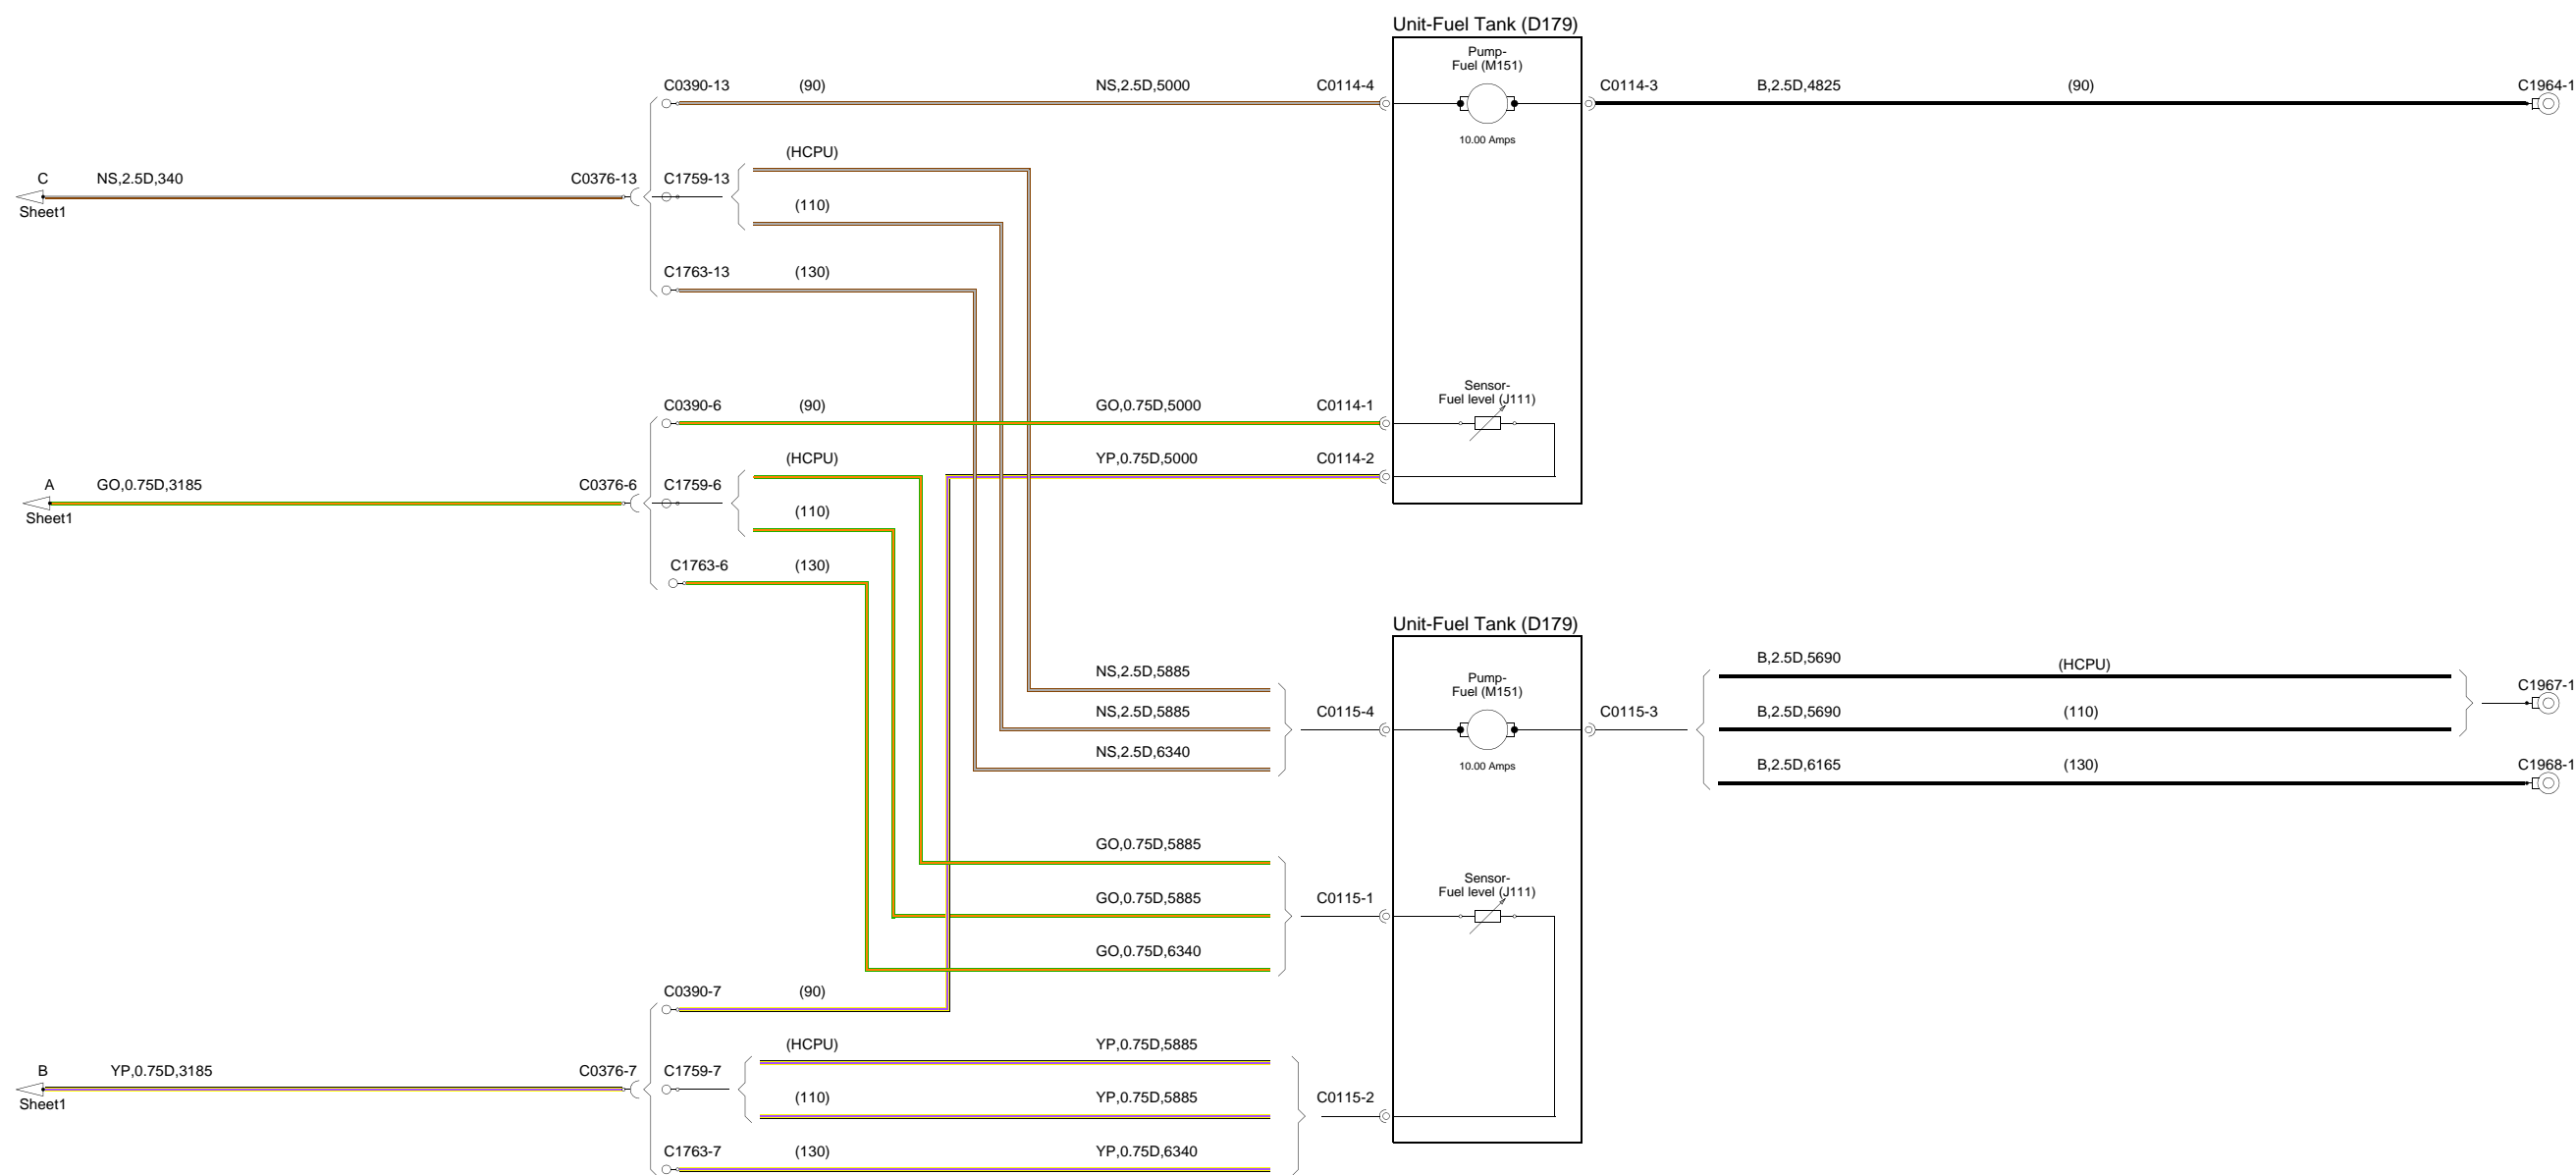 Unit-Fuel Tank (D179)
Pump-
Fuel (M151)
C0390-13 (90) NS,2.5D,5000 C0114-4 C0114-3 B,2.5D,4825 (90) C1964-1
10.00 Amps
(HCPU)
C NS,2.5D,340 C0376-13 C1759-13
Sheet1
(110)
C1763-13 (130)
Sensor-
Fuel level (J111)
C0390-6 (90) GO,0.75D,5000 C0114-1
(HCPU) YP,0.75D,5000 C0114-2
A GO,0.75D,3185 C0376-6 C1759-6
Sheet1
(110)
C1763-6 (130)
Unit-Fuel Tank (D179)
NS,2.5D,5885
Pump-
Fuel (M151)
B,2.5D,5690 (HCPU)
C1967-1
NS,2.5D,5885 C0115-4 C0115-3 B,2.5D,5690 (110)
NS,2.5D,6340
10.00 Amps
B,2.5D,6165 (130) C1968-1
GO,0.75D,5885
Sensor-
Fuel level (J111)
GO,0.75D,5885 C0115-1
GO,0.75D,6340
C0390-7 (90)
(HCPU) YP,0.75D,5885
B YP,0.75D,3185 C0376-7 C1759-7
Sheet1
(110) YP,0.75D,5885 C0115-2
C1763-7 (130) YP,0.75D,6340